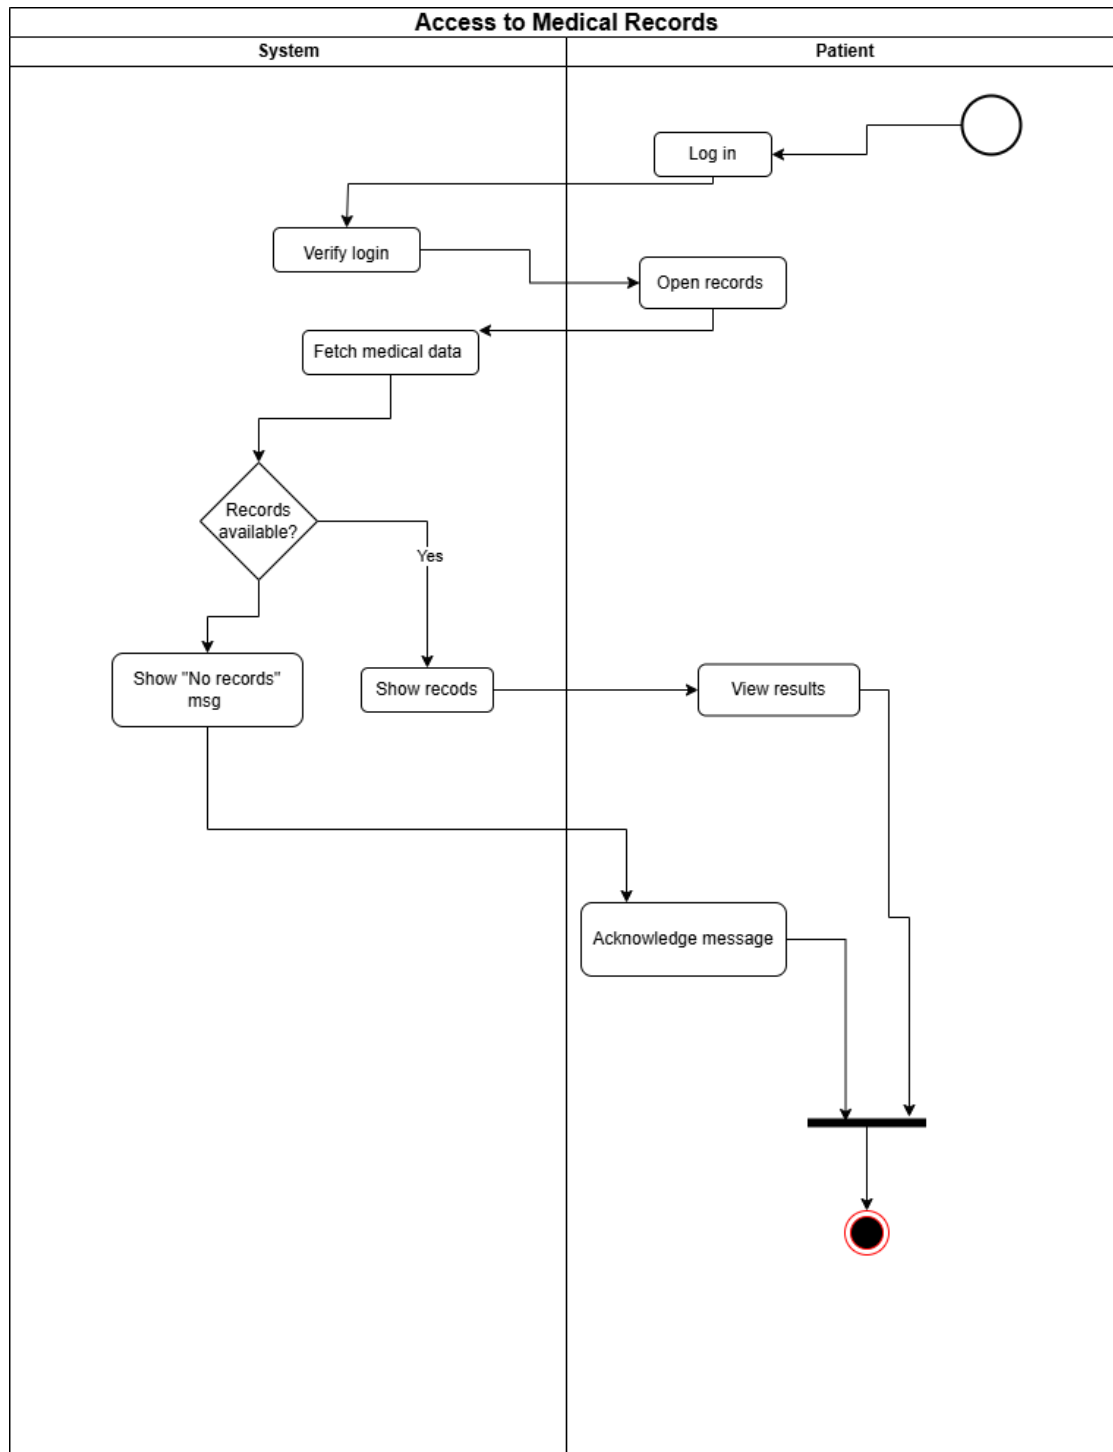 Access to Medical Records
System
Patient
Log in
Verify login
Open records
Fetch medical data
Records
available?
Yes
Show "No records"
msg
Show recods
View results
Acknowledge message